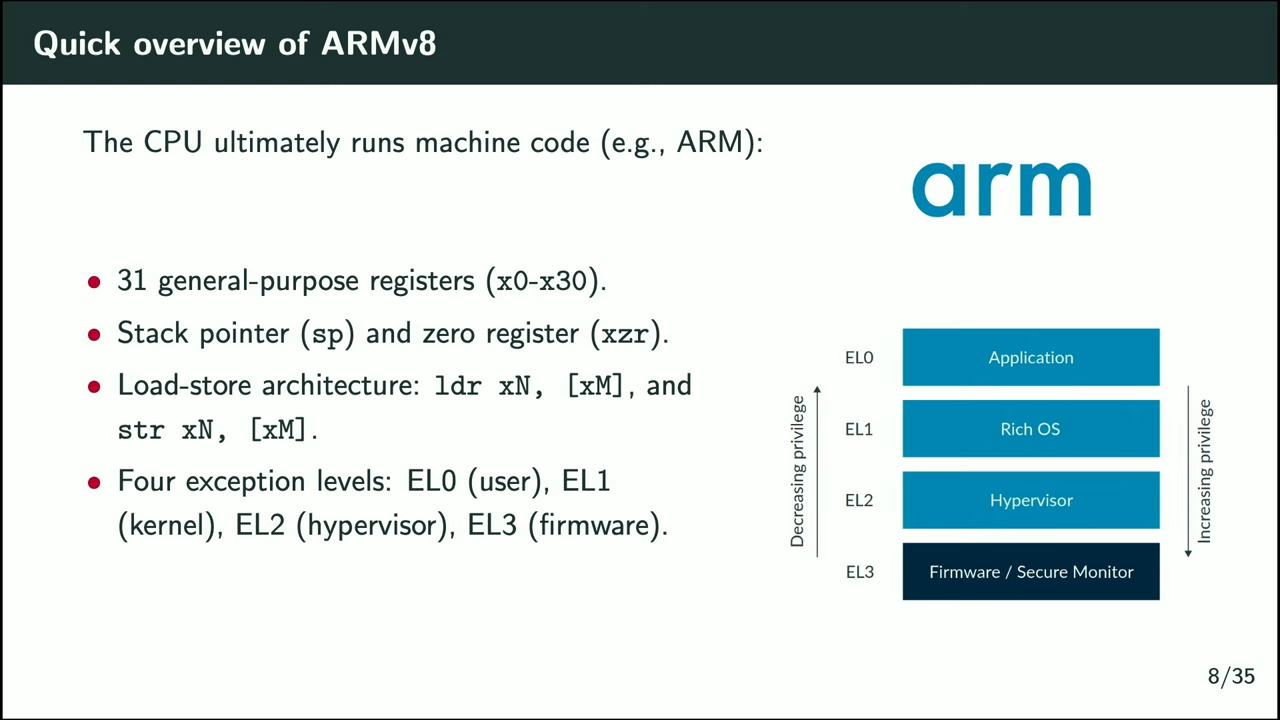 Quick overview of ARMv8
The CPU ultimately runs machine code (e.g., ARM):
arm
• 31 general-purpose registers (x0-x30).
• Stack pointer (sp) and zero register (xzr).
• Load-store architecture: ldr xN, [xM], and
str xN, [xM].
• Four exception levels: EL0 (user), EL1
(kernel), EL2 (hypervisor), EL3 (firmware).
EL0 Application
EL1 Rich OS
EL2 Hypervisor
EL3 Firmware / Secure Monitor
Decreasing privilege
Increasing privilege
8/35